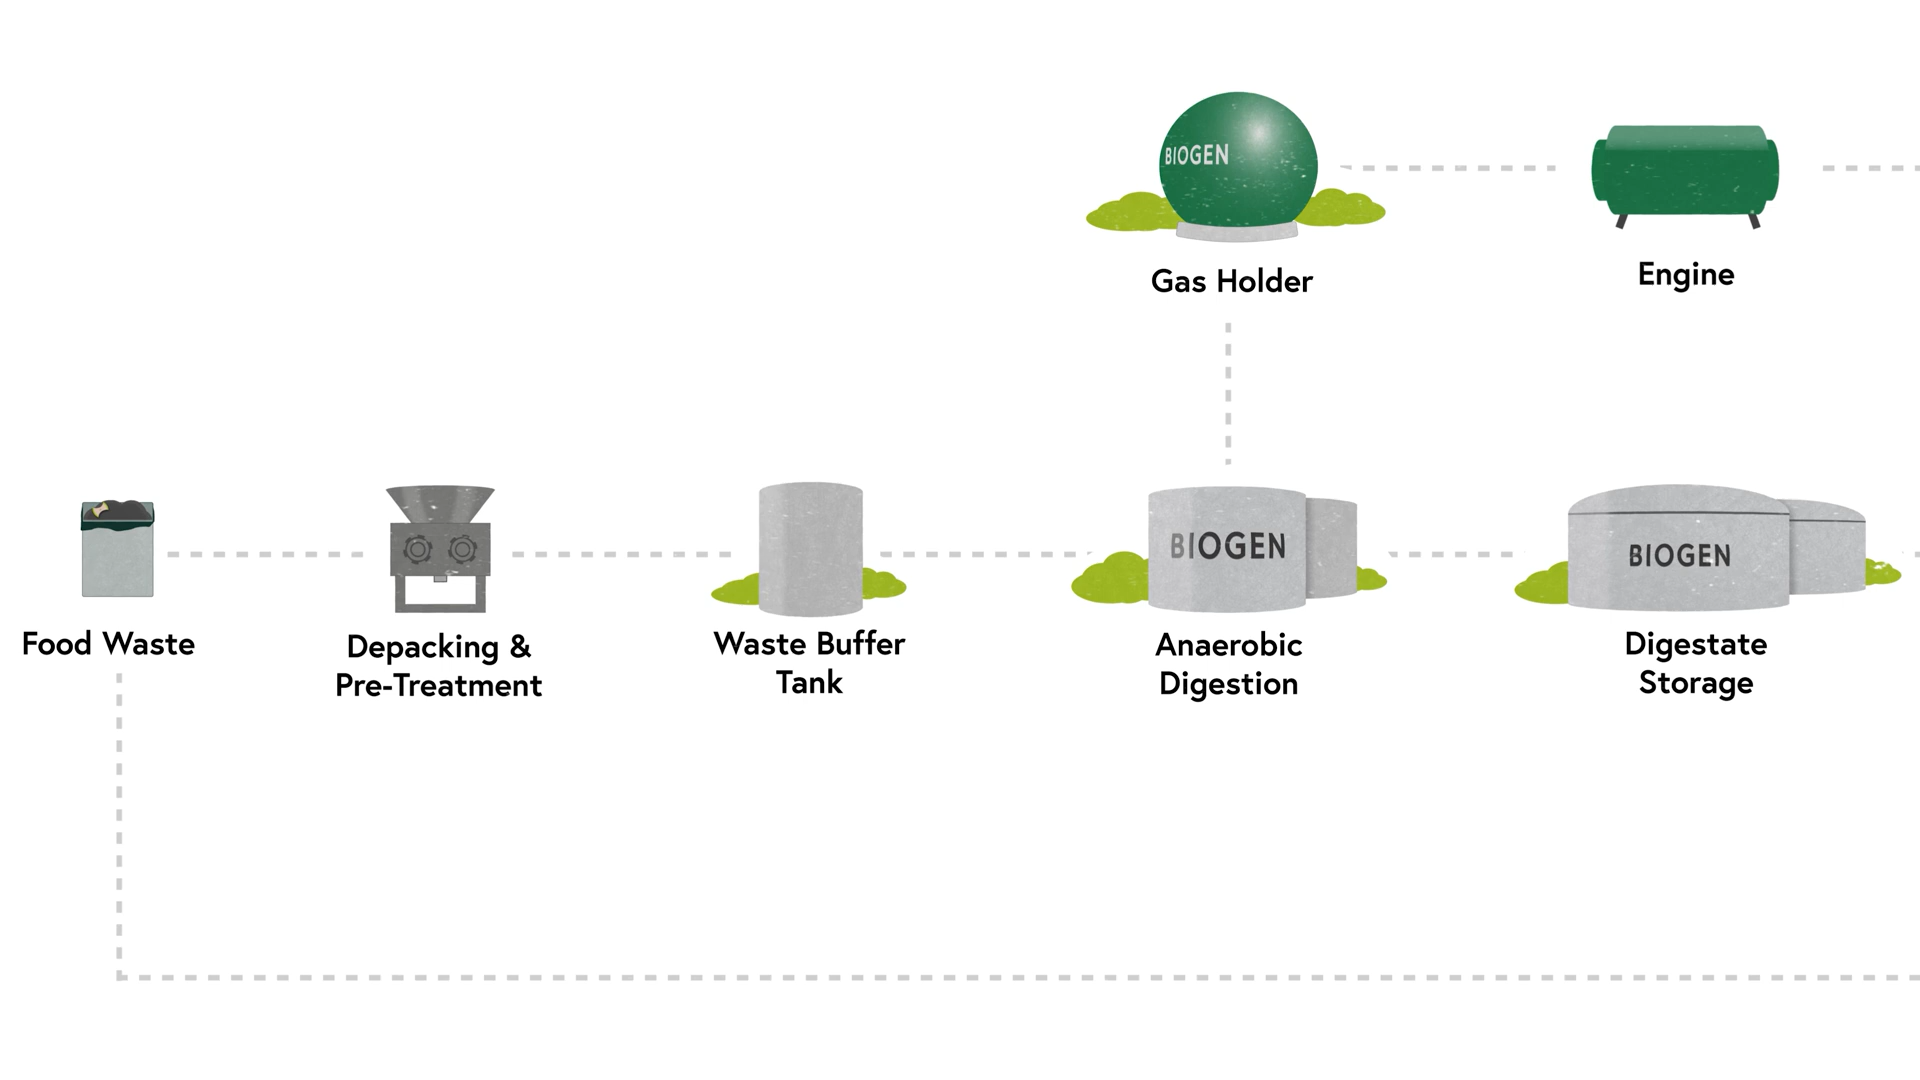 BIOGEN
Gas Holder
Engine
BIOGEN
BIOGEN
Food Waste
Depacking &
Pre-Treatment
Waste Buffer
Tank
Anaerobic
Digestion
Digestate
Storage